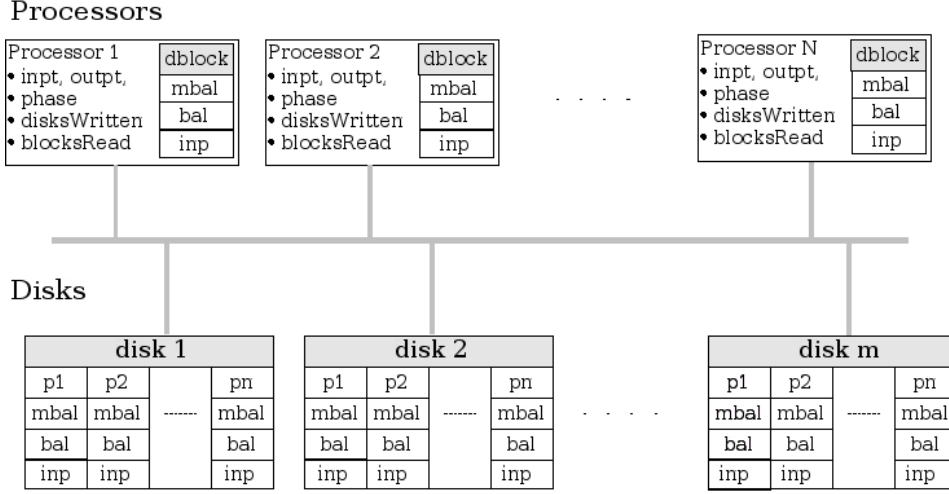 Processors
Processor 1
• inpt, outpt,
• phase
• disksWritten
• blocksRead
dblock
mbal
bal
inp
Processor 2
• inpt, outpt,
• phase
• disksWritten
• blocksRead
dblock
mbal
bal
inp
. . . .
Processor N
• inpt, outpt,
• phase
• disksWritten
• blocksRead
dblock
mbal
bal
inp
Disks
disk 1
p1 p2 pn
mbal mbal ------- mbal
bal bal bal
inp inp inp
disk 2
p1 p2 pn
mbal mbal ------- mbal
bal bal bal
inp inp inp
. . . .
disk m
p1 p2 pn
mbal mbal ------- mbal
bal bal bal
inp inp inp